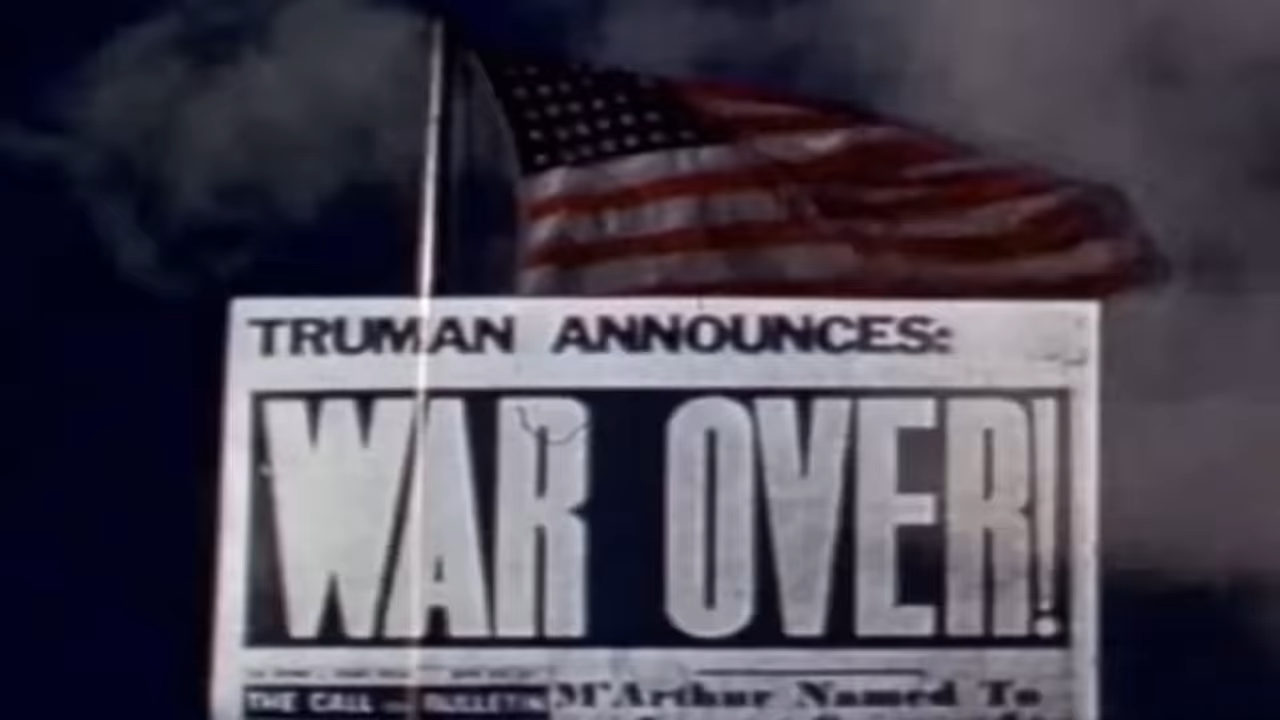 TRUMAN ANNOUNCES:
WAR OVER!
THE CALL BULLETIN
M'Arthur Named To